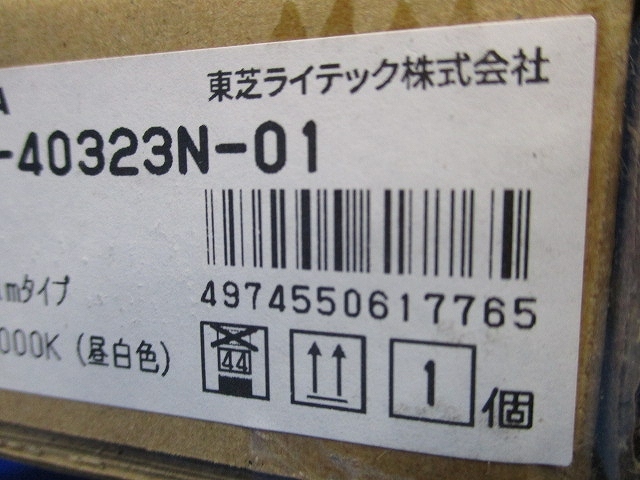 A
東芝ライテック株式会社
-40323N-01
4974550617765
mタイプ
000K (昼白色)
44
1 個